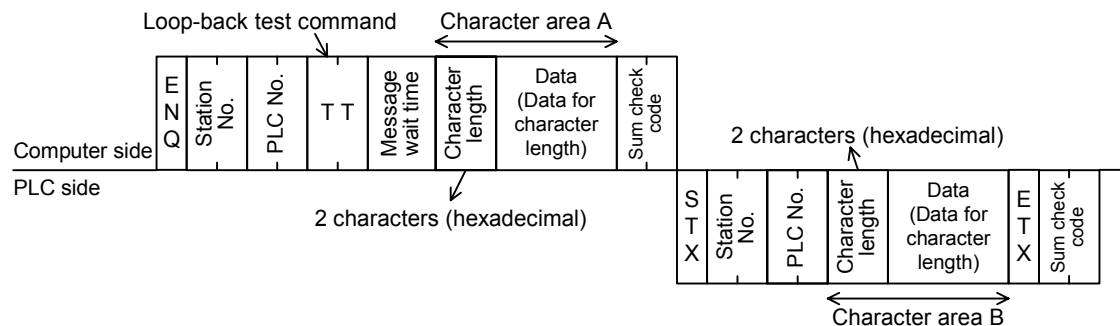 Loop-back test command
Character area A
E
N
Q
Station
No.
PLC No.
T T
Message
wait time
Character
length
Data
(Data for
character
length)
Sum check
code
Computer side
PLC side
2 characters (hexadecimal)
2 characters (hexadecimal)
S
T
X
Station
No.
PLC No.
Character
length
Data
(Data for
character
length)
E
T
X
Sum check
code
Character area B